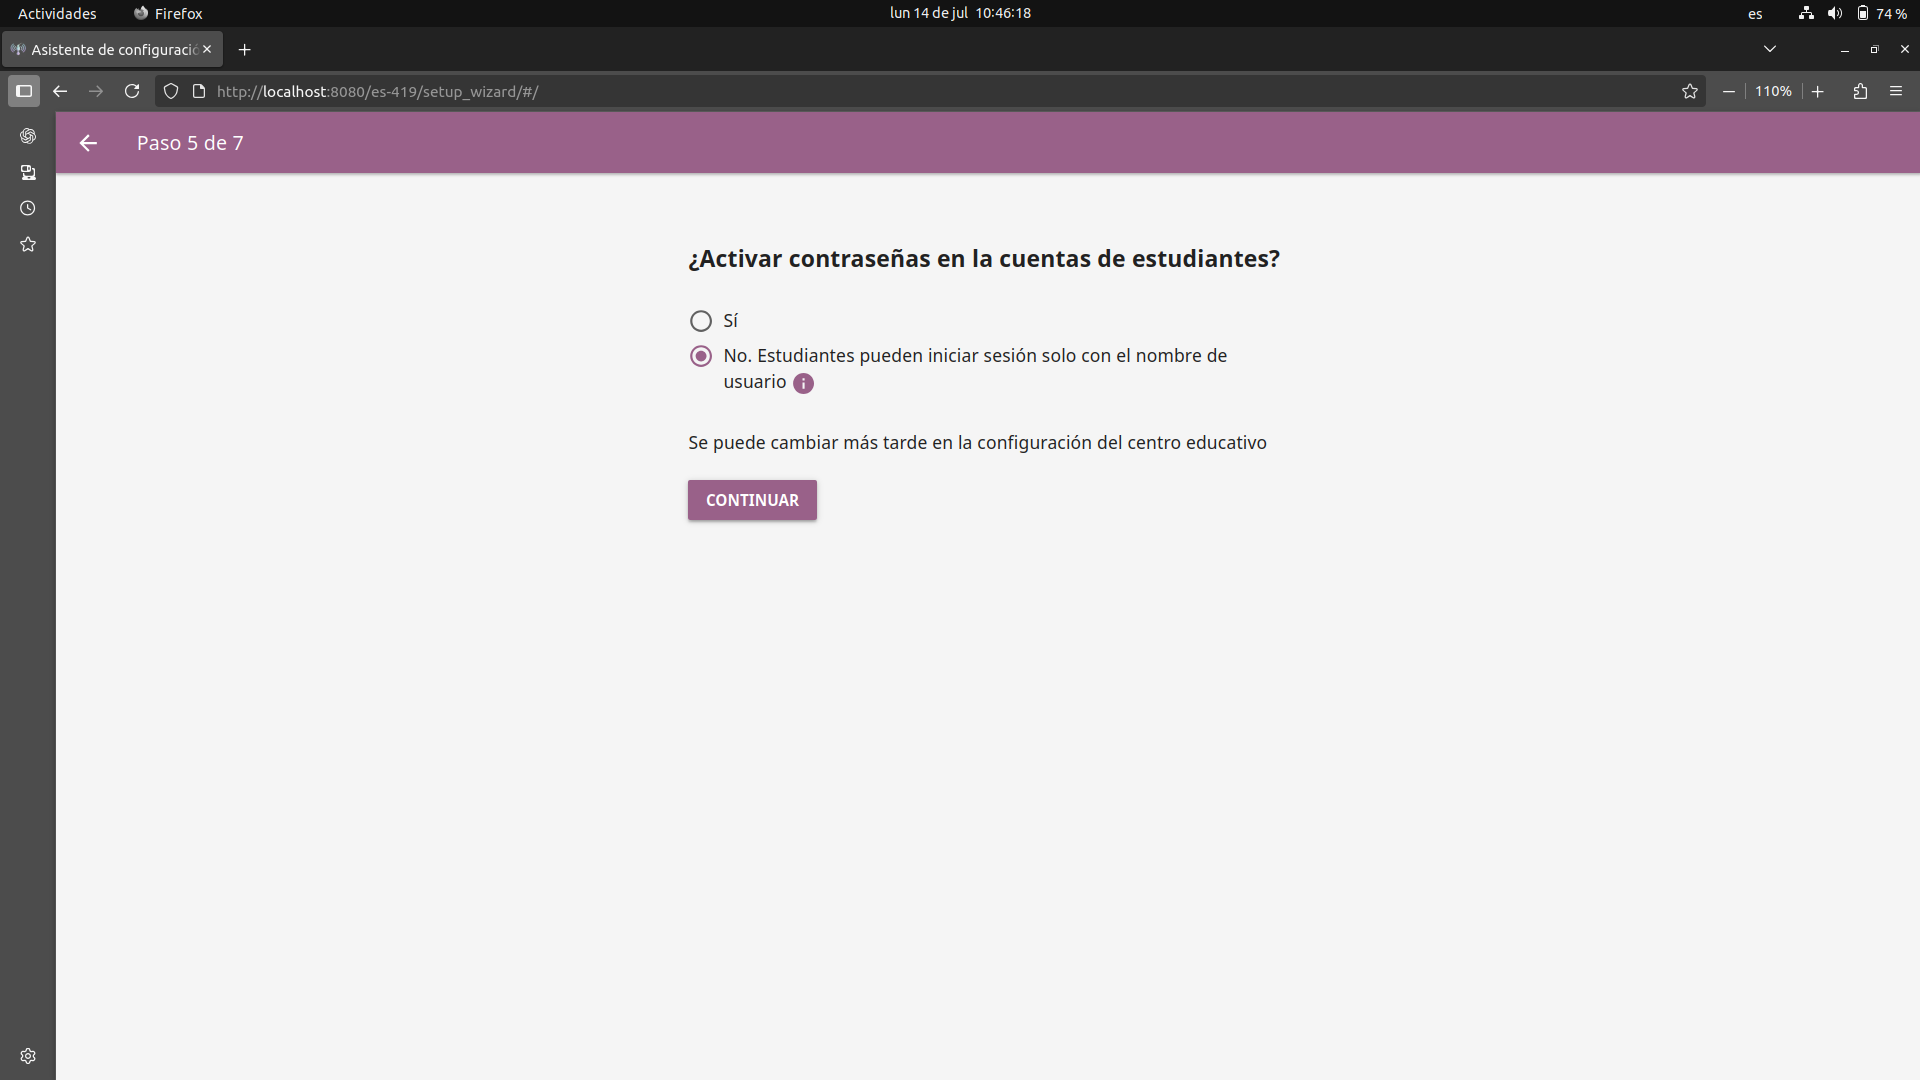 Actividades
Firefox
lun 14 de jul 10:46:18
es
74 %
Asistente de configuració
http://localhost:8080/es-419/setup_wizard/#/
110%
Paso 5 de 7
¿Activar contraseñas en la cuentas de estudiantes?
Sí
No. Estudiantes pueden iniciar sesión solo con el nombre de
usuario
Se puede cambiar más tarde en la configuración del centro educativo
CONTINUAR